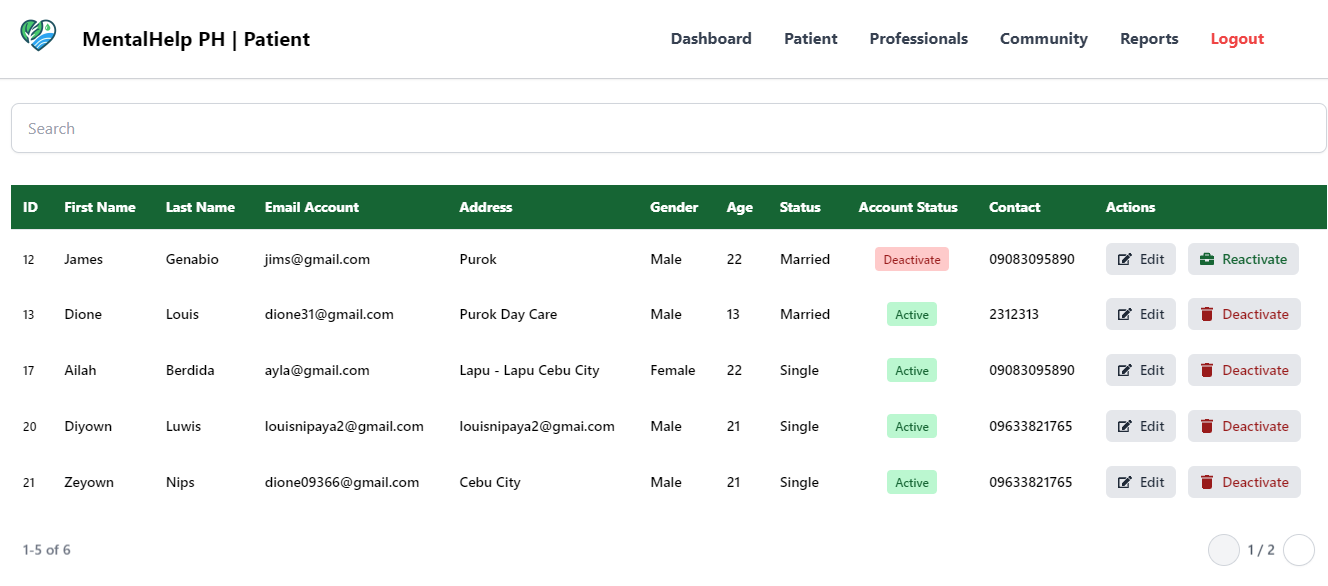 MentalHelp PH | Patient Dashboard Patient Professionals Community Reports Logout
Search
ID First Name Last Name Email Account Address Gender Age Status Account Status Contact Actions
12 James Genabio jims@gmail.com Purok Male 22 Married Deactivate 09083095890 Edit Reactivate
13 Dione Louis dione31@gmail.com Purok Day Care Male 13 Married Active 2312313 Edit Deactivate
17 Ailah Berdida ayla@gmail.com Lapu - Lapu Cebu City Female 22 Single Active 09083095890 Edit Deactivate
20 Diyown Luwis louisnipaya2@gmail.com louisnipaya2@gmai.com Male 21 Single Active 09633821765 Edit Deactivate
21 Zeyown Nips dione09366@gmail.com Cebu City Male 21 Single Active 09633821765 Edit Deactivate
1-5 of 6 1 / 2